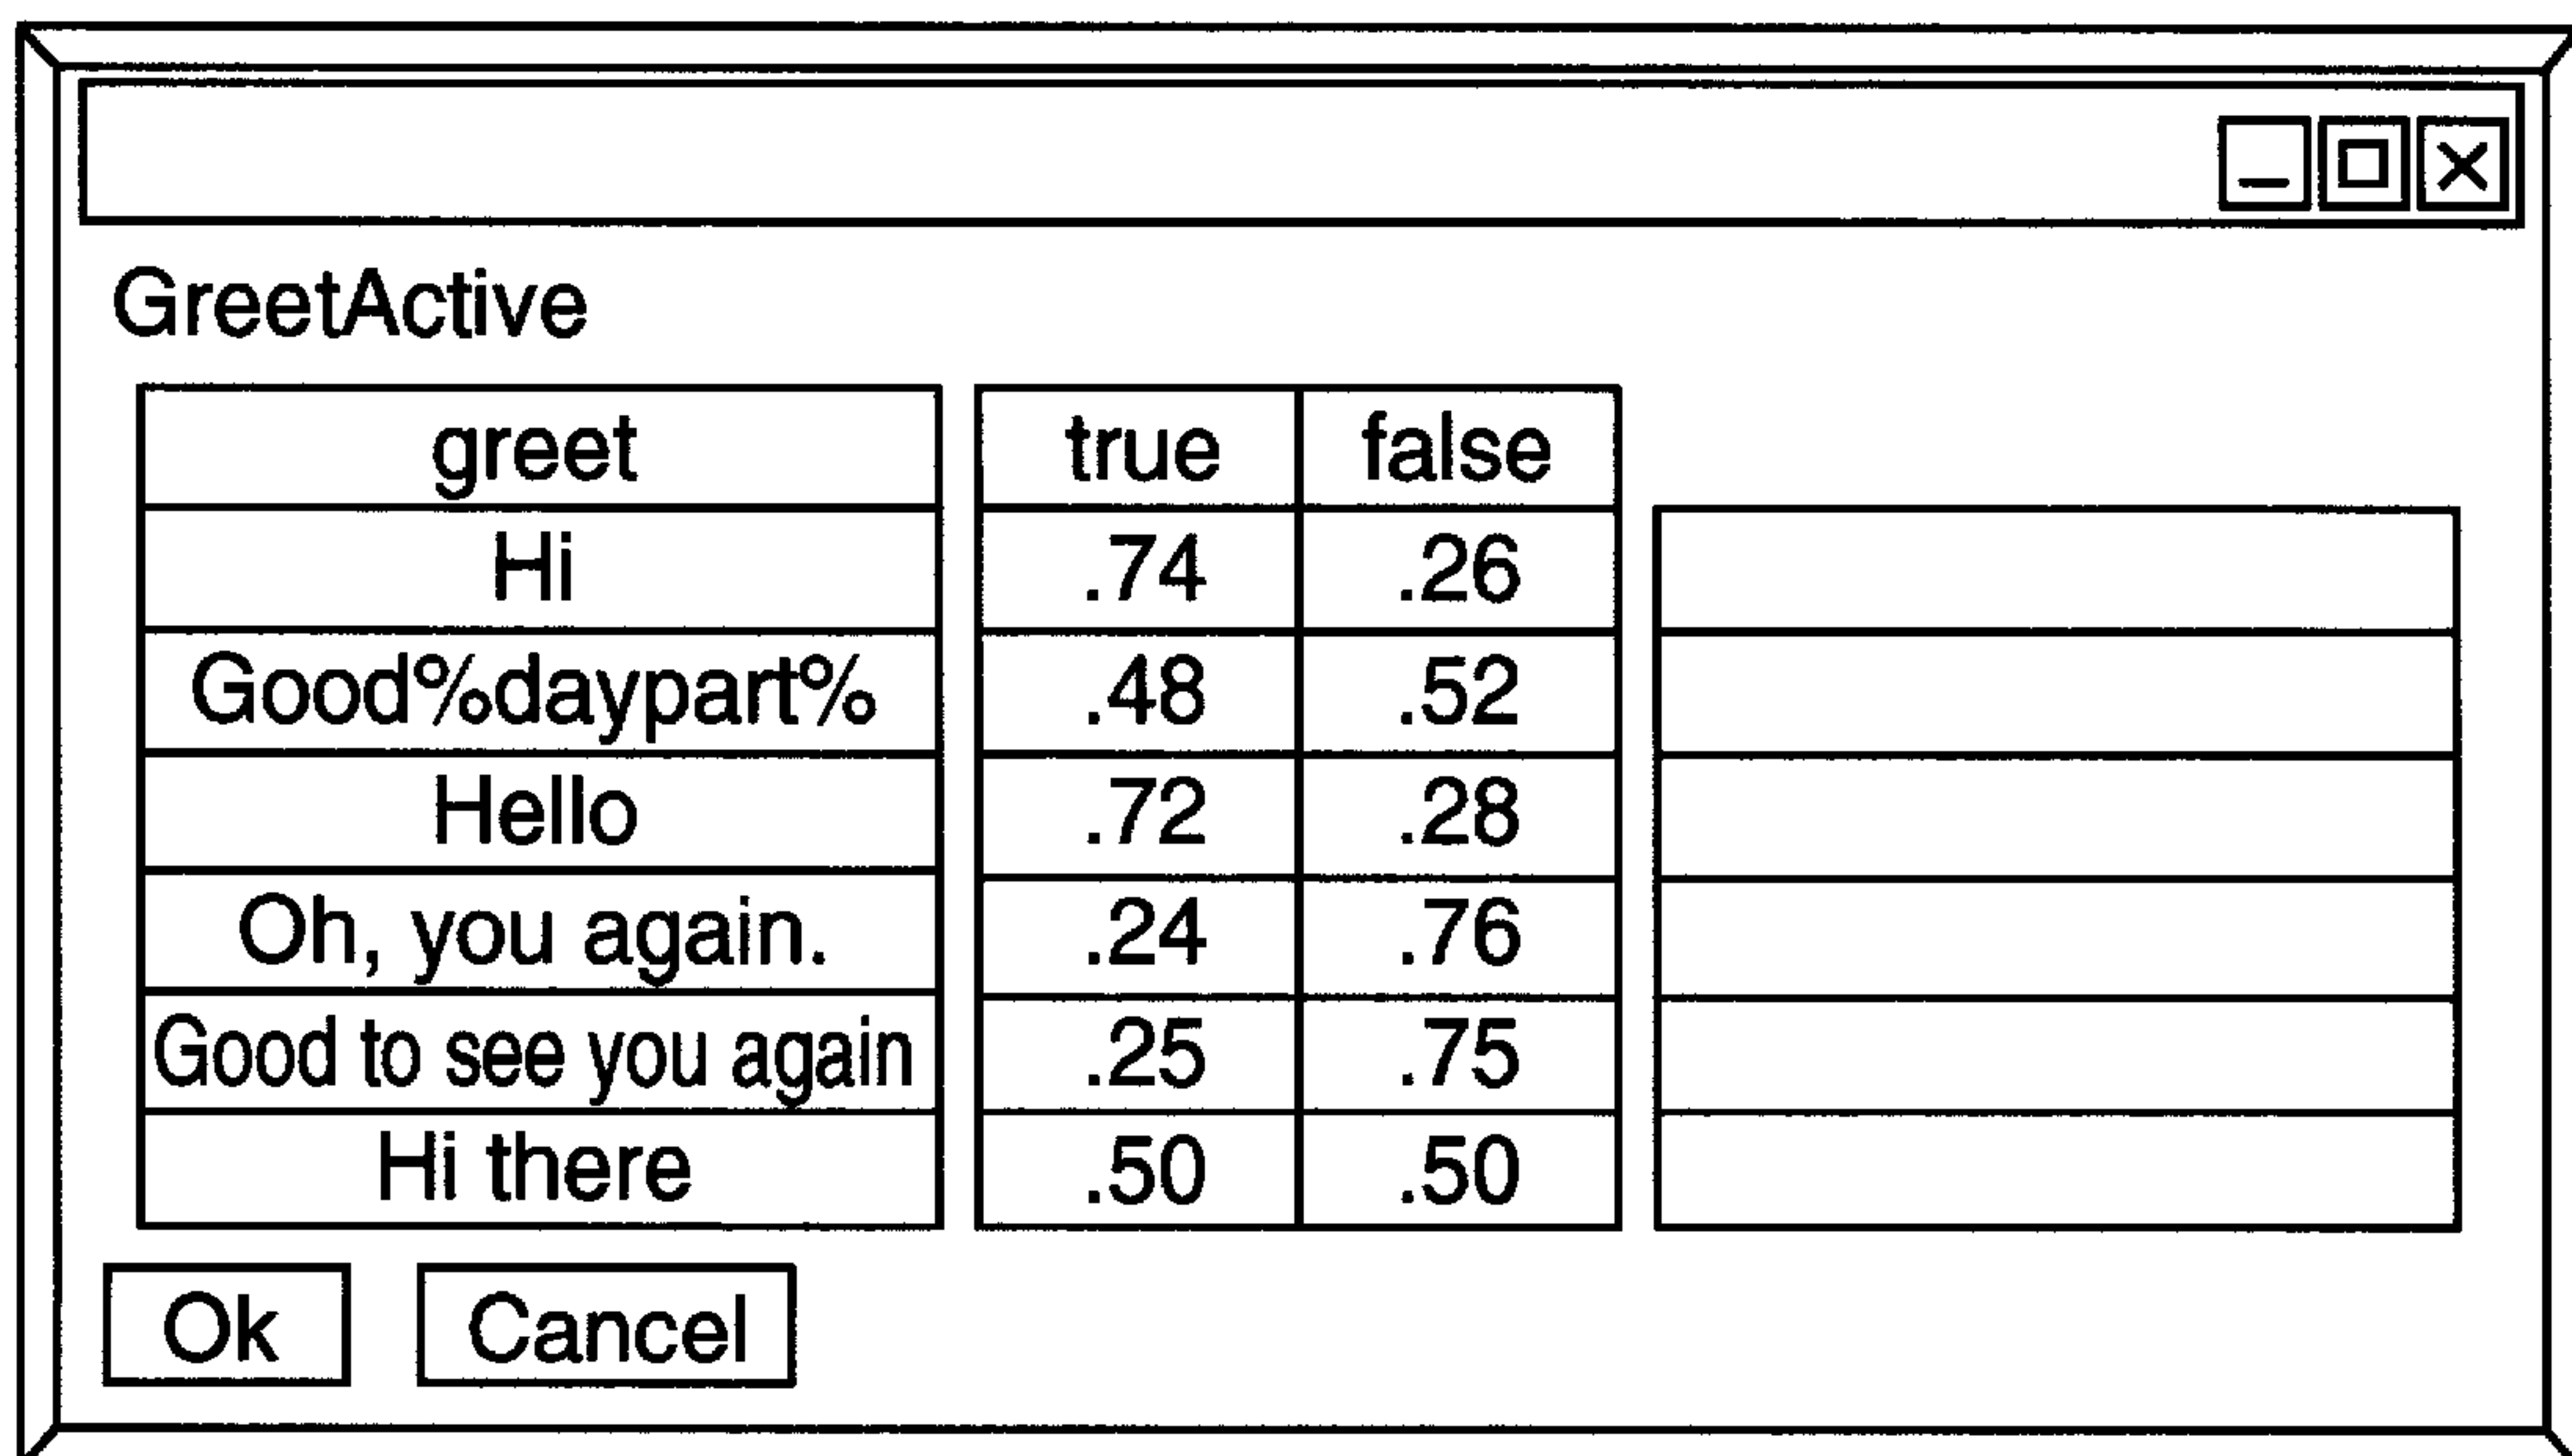 GreetActive
greet true false
Hi .74 .26
Good%daypart% .48 .52
Hello .72 .28
Oh, you again. .24 .76
Good to see you again .25 .75
Hi there .50 .50
Ok Cancel